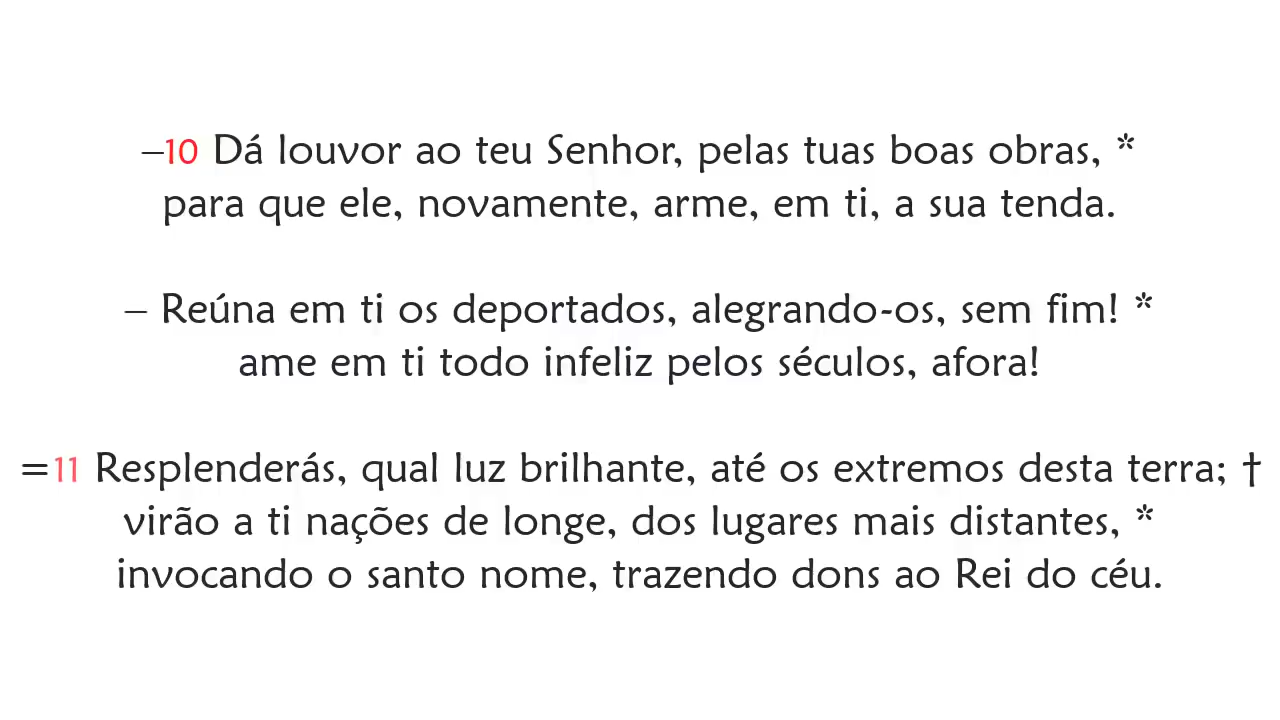 –10 Dá louvor ao teu Senhor, pelas tuas boas obras, *
para que ele, novamente, arme, em ti, a sua tenda.
– Reúna em ti os deportados, alegrando-os, sem fim! *
ame em ti todo infeliz pelos séculos, afora!
=11 Resplenderás, qual luz brilhante, até os extremos desta terra; †
virão a ti nações de longe, dos lugares mais distantes, *
invocando o santo nome, trazendo dons ao Rei do céu.